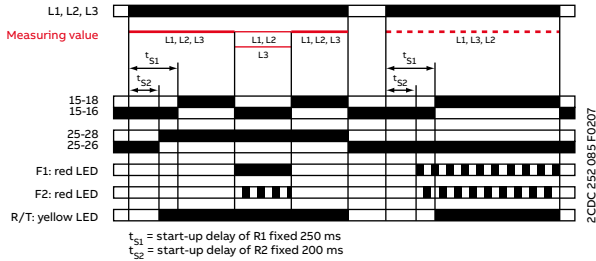 L1, L2, L3
Measuring value
L1, L2, L3
L1, L2
L3
L1, L2, L3
L1, L3, L2
tS1
tS1
tS2
tS2
15-18
15-16
25-28
25-26
F1: red LED
F2: red LED
R/T: yellow LED
tS1 = start-up delay of R1 fixed 250 ms
tS2 = start-up delay of R2 fixed 200 ms
2CDC 252 085 F0207